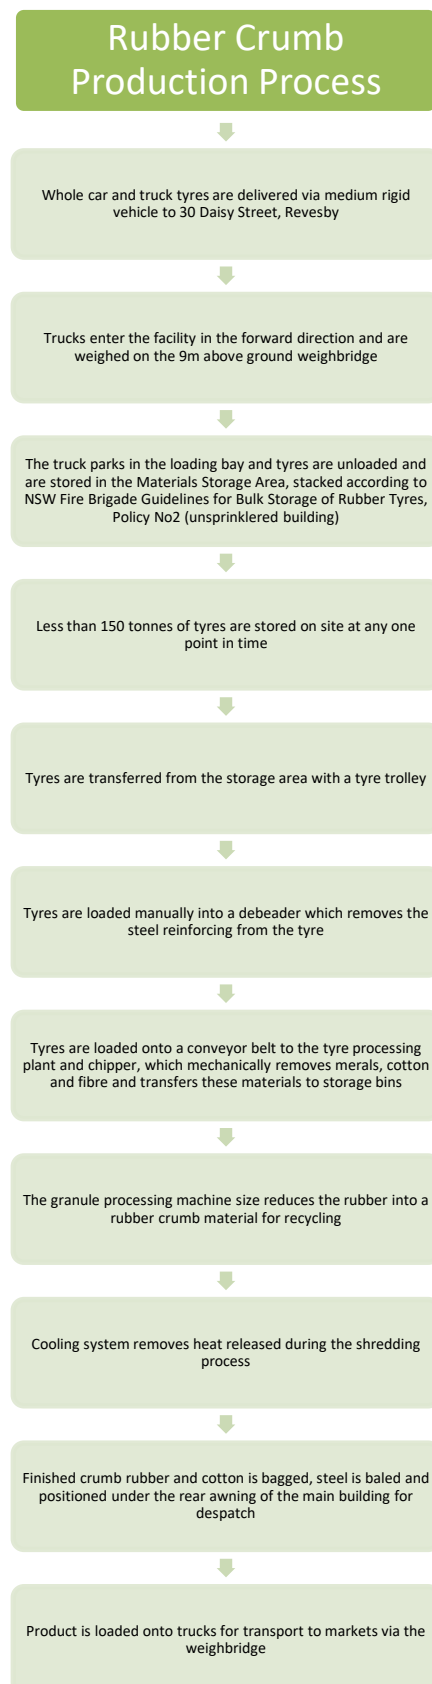 Rubber Crumb
Production Process
Whole car and truck tyres are delivered via medium rigid
vehicle to 30 Daisy Street, Revesby
Trucks enter the facility in the forward direction and are
weighed on the 9m above ground weighbridge
The truck parks in the loading bay and tyres are unloaded and
are stored in the Materials Storage Area, stacked according to
NSW Fire Brigade Guidelines for Bulk Storage of Rubber Tyres,
Policy No2 (unsprinklered building)
Less than 150 tonnes of tyres are stored on site at any one
point in time
Tyres are transferred from the storage area with a tyre trolley
Tyres are loaded manually into a debeader which removes the
steel reinforcing from the tyre
Tyres are loaded onto a conveyor belt to the tyre processing
plant and chipper, which mechanically removes merals, cotton
and fibre and transfers these materials to storage bins
The granule processing machine size reduces the rubber into a
rubber crumb material for recycling
Cooling system removes heat released during the shredding
process
Finished crumb rubber and cotton is bagged, steel is baled and
positioned under the rear awning of the main building for
despatch
Product is loaded onto trucks for transport to markets via the
weighbridge